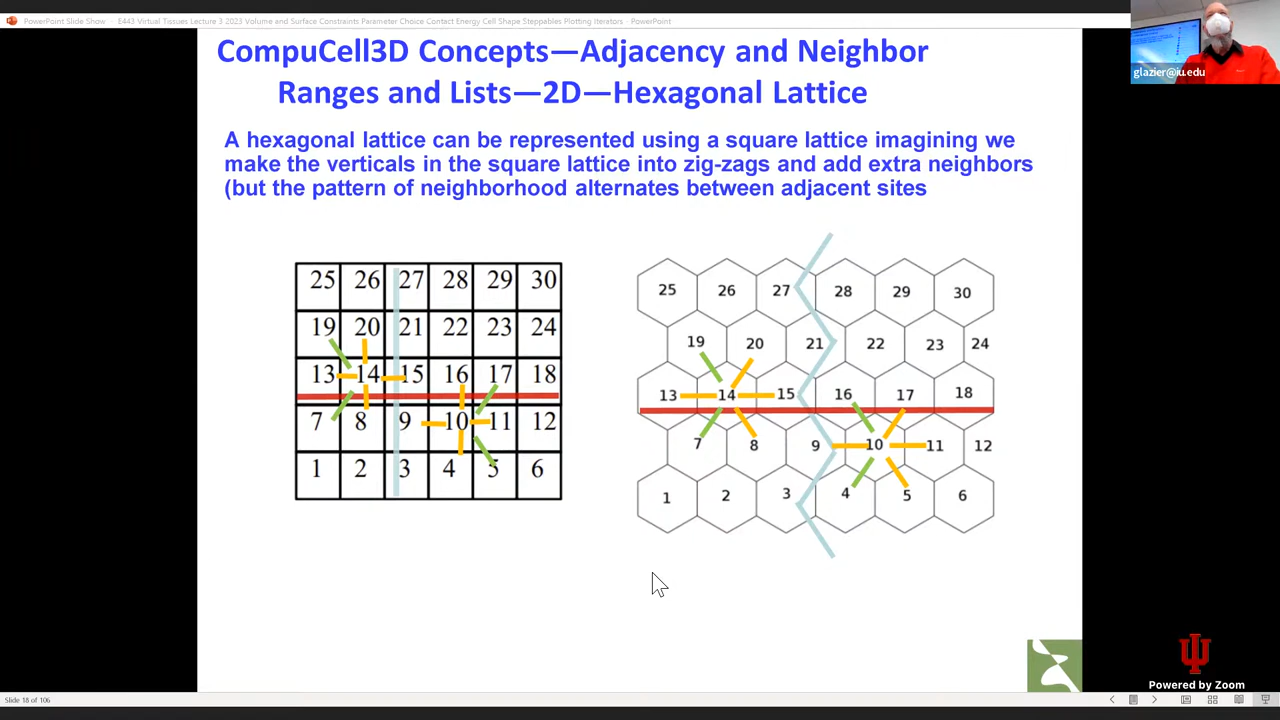 PowerPoint Slide Show - E443 Virtual Tissues Lecture 3 2023 Volume and Surface Constraints Parameter Choice Contact Energy Cell Shape Steppables Plotting Iterators - PowerPoint
glazier@iu.edu
CompuCell3D Concepts—Adjacency and Neighbor
Ranges and Lists—2D—Hexagonal Lattice
A hexagonal lattice can be represented using a square lattice imagining we
make the verticals in the square lattice into zig-zags and add extra neighbors
(but the pattern of neighborhood alternates between adjacent sites
25 26 27 28 29 30
19 20 21 22 23 24
13 14 15 16 17 18
7 8 9 10 11 12
1 2 3 4 5 6
25 26 27 28 29 30
19 20 21 22 23 24
13 14 15 16 17 18
7 8 9 10 11 12
1 2 3 4 5 6
Powered by Zoom
Slide 18 of 106